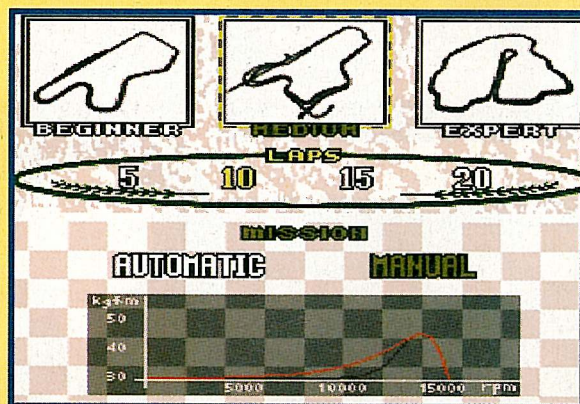 BEGINNER MEDIUM EXPERT
LAPS
5 10 15 20
MISSION
AUTOMATIC MANUAL
kg*m
50
40
30
5000 10000 15000 rpm